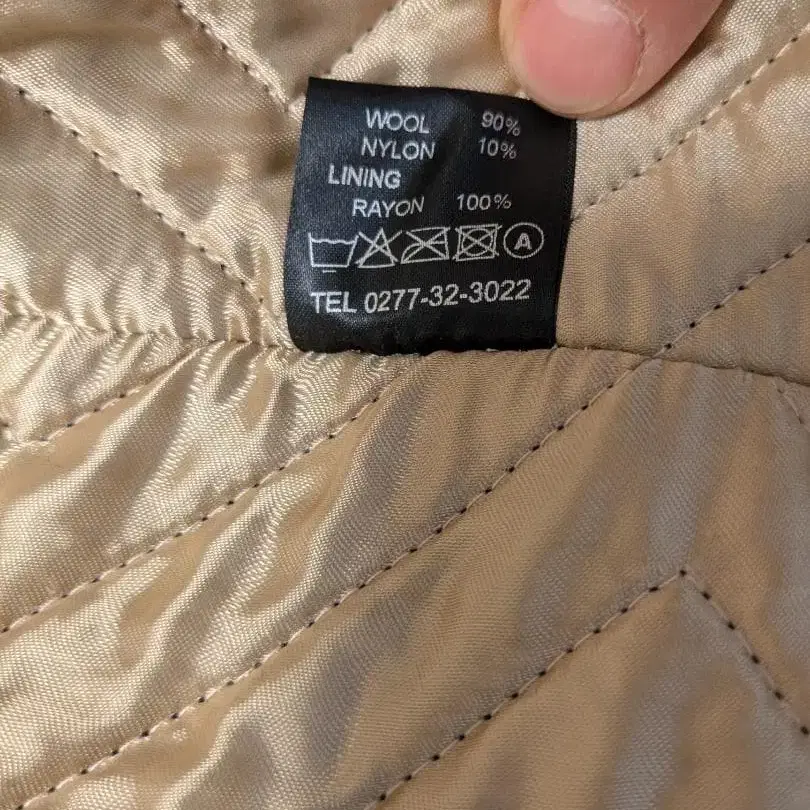 WOOL 90%
NYLON 10%
LINING
RAYON 100%
A
TEL 0277-32-3022